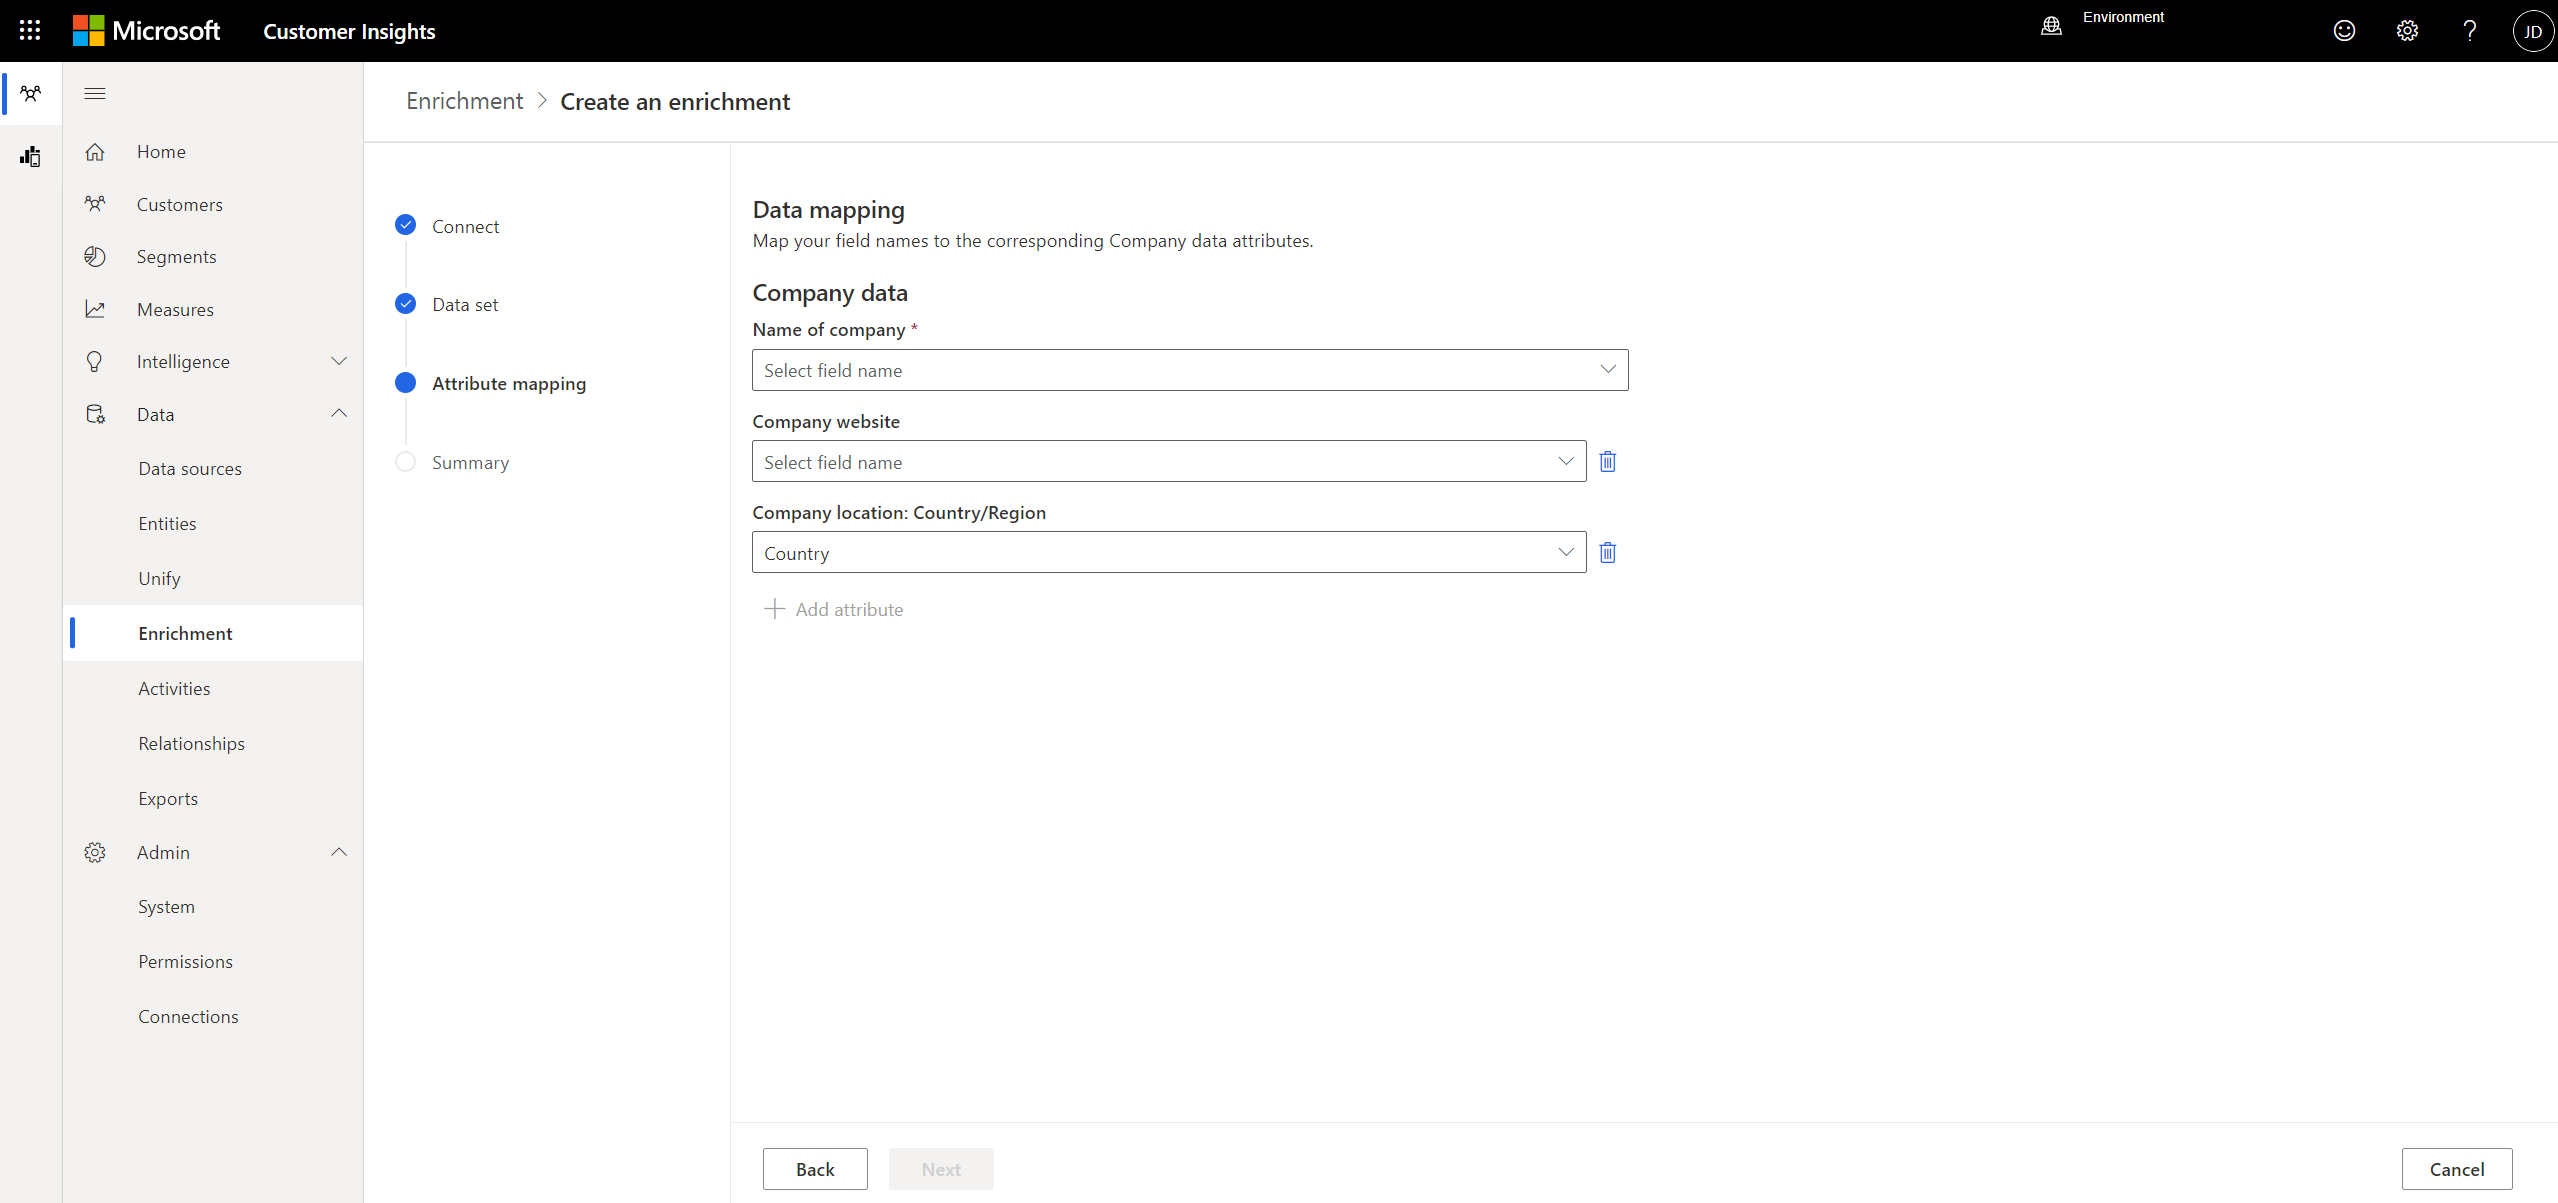 Microsoft
Customer Insights
Environment
JD
Enrichment > Create an enrichment
Home
Customers
Segments
Measures
Intelligence
Data
Data sources
Entities
Unify
Enrichment
Activities
Relationships
Exports
Admin
System
Permissions
Connections
Connect
Data set
Attribute mapping
Summary
Data mapping
Map your field names to the corresponding Company data attributes.
Company data
Name of company *
Select field name
Company website
Select field name
Company location: Country/Region
Country
Add attribute
Back
Next
Cancel